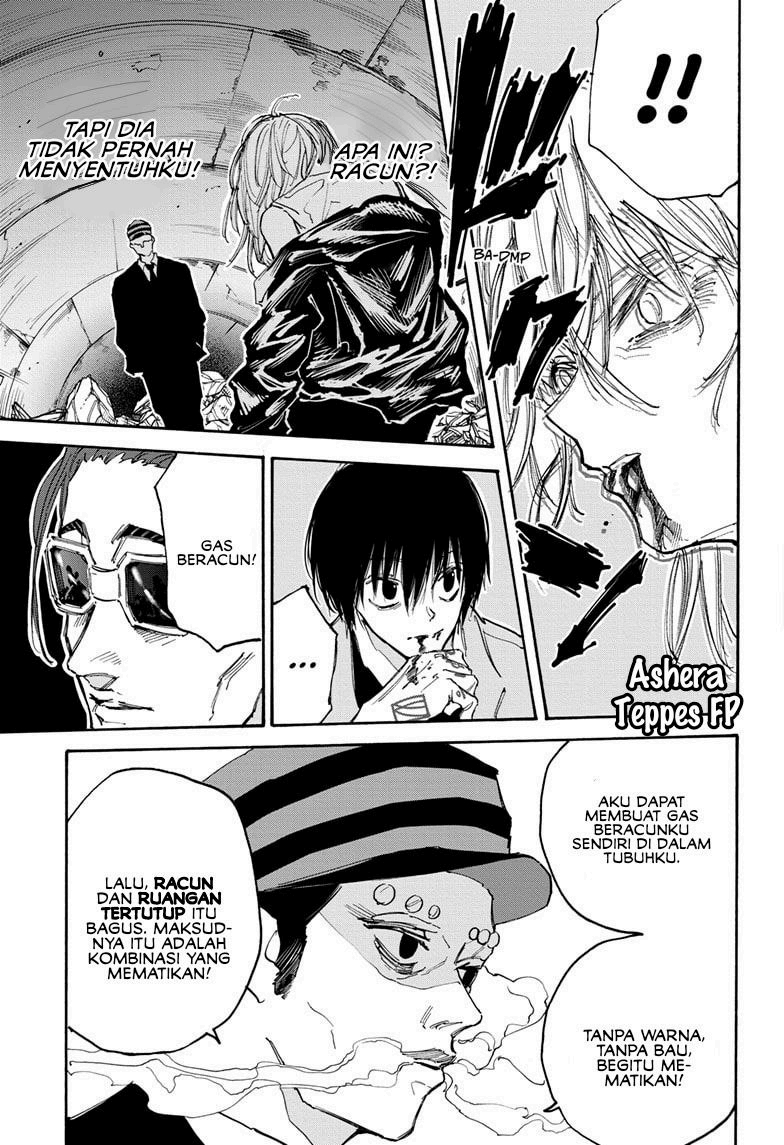 !!
BA-DMP
APA INI?
RACUN?!
TAPI DIA
TIDAK PERNAH
MENYENTUHKU!
...
GAS
BERACUN!
Ashera
Teppes FP
AKU DAPAT
MEMBUAT GAS
BERACUNKU
SENDIRI DI DALAM
TUBUHKU.
TANPA WARNA,
TANPA BAU,
BEGITU ME-
MATIKAN!
LALU, RACUN
DAN RUANGAN
TERTUTUP ITU
BAGUS. MAKSUD-
NYA ITU ADALAH
KOMBINASI YANG
MEMATIKAN!